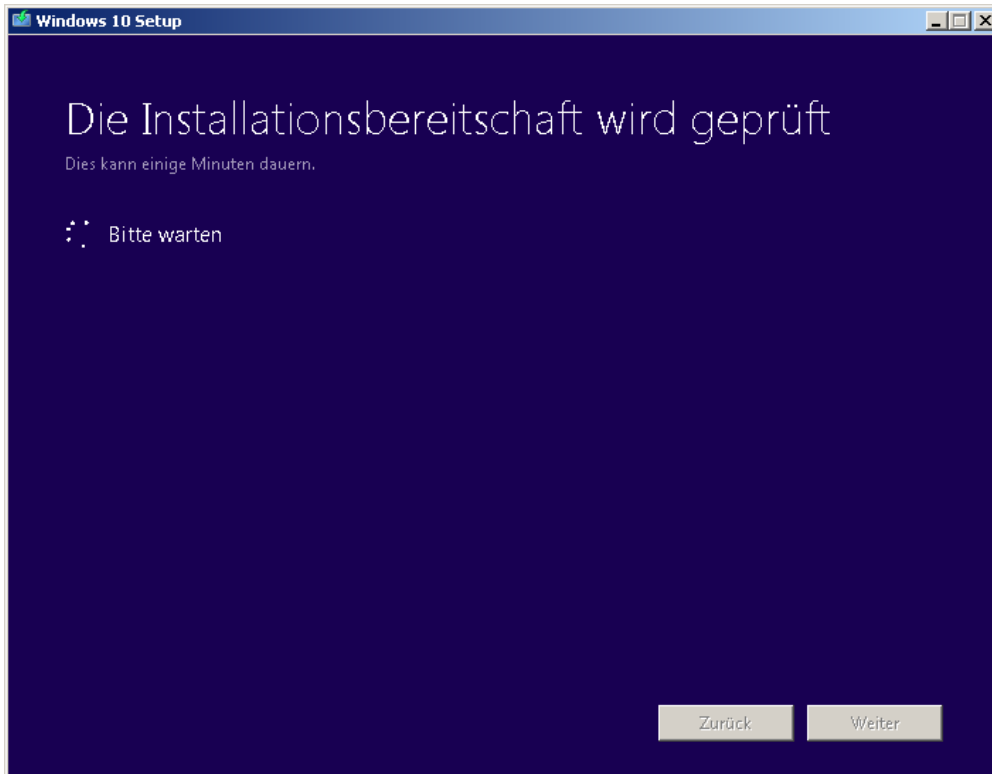 Windows 10 Setup
Die Installationsbereitschaft wird geprüft
Dies kann einige Minuten dauern.
Bitte warten
Zurück
Weiter